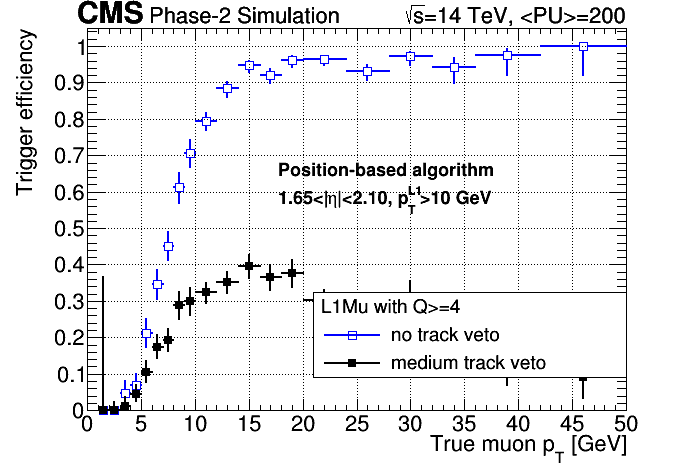 CMS Phase-2 Simulation √s=14 TeV, <PU>=200
Trigger efficiency
1
0.9
0.8
0.7
0.6
0.5
0.4
0.3
0.2
0.1
0
Position-based algorithm
1.65<|η|<2.10, p_T^L1>10 GeV
L1Mu with Q>=4
no track veto
medium track veto
0 5 10 15 20 25 30 35 40 45 50
True muon p_T [GeV]